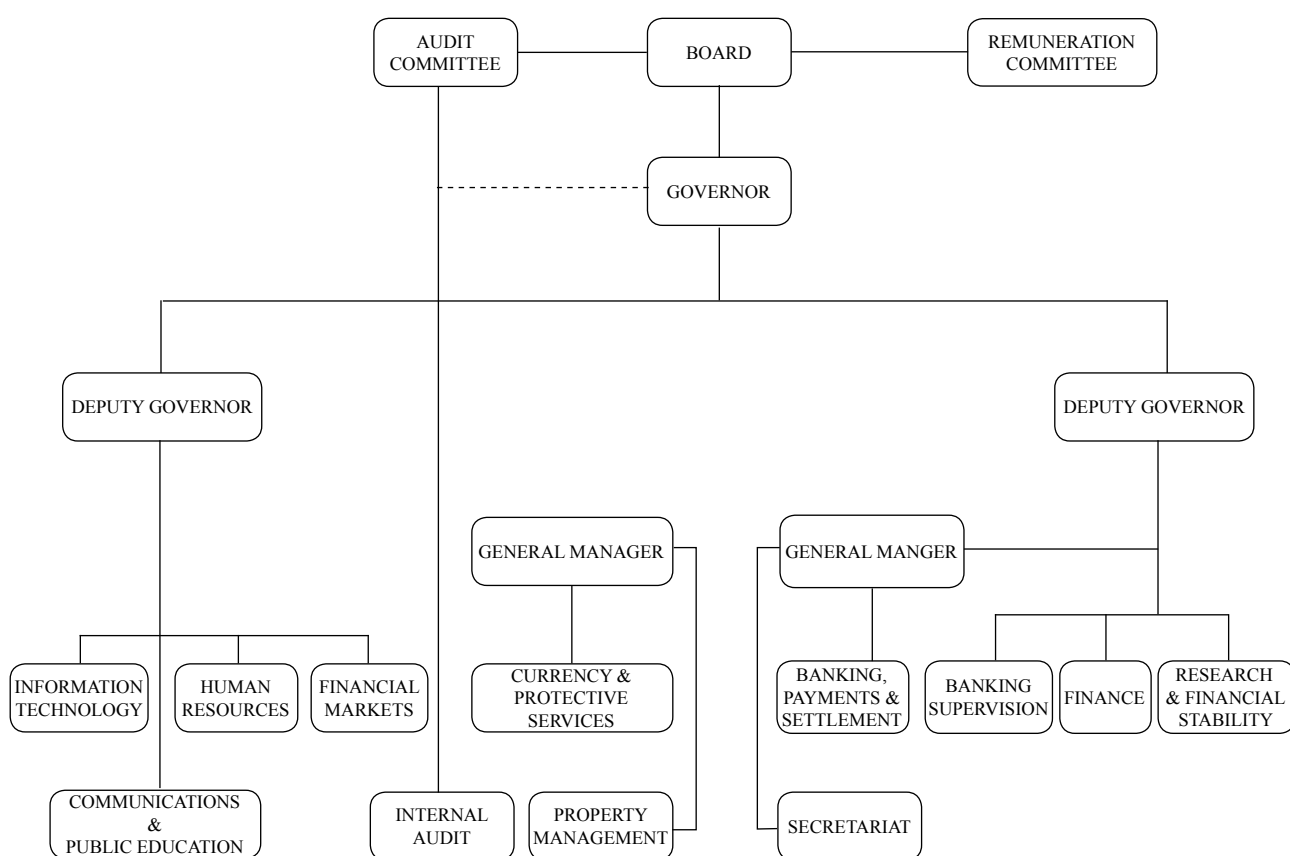 AUDIT
COMMITTEE
BOARD
REMUNERATION
COMMITTEE
GOVERNOR
DEPUTY GOVERNOR
DEPUTY GOVERNOR
GENERAL MANAGER
GENERAL MANGER
INFORMATION
TECHNOLOGY
HUMAN
RESOURCES
FINANCIAL
MARKETS
CURRENCY &
PROTECTIVE
SERVICES
BANKING,
PAYMENTS &
SETTLEMENT
BANKING
SUPERVISION
FINANCE
RESEARCH
& FINANCIAL
STABILITY
COMMUNICATIONS
&
PUBLIC EDUCATION
INTERNAL
AUDIT
PROPERTY
MANAGEMENT
SECRETARIAT